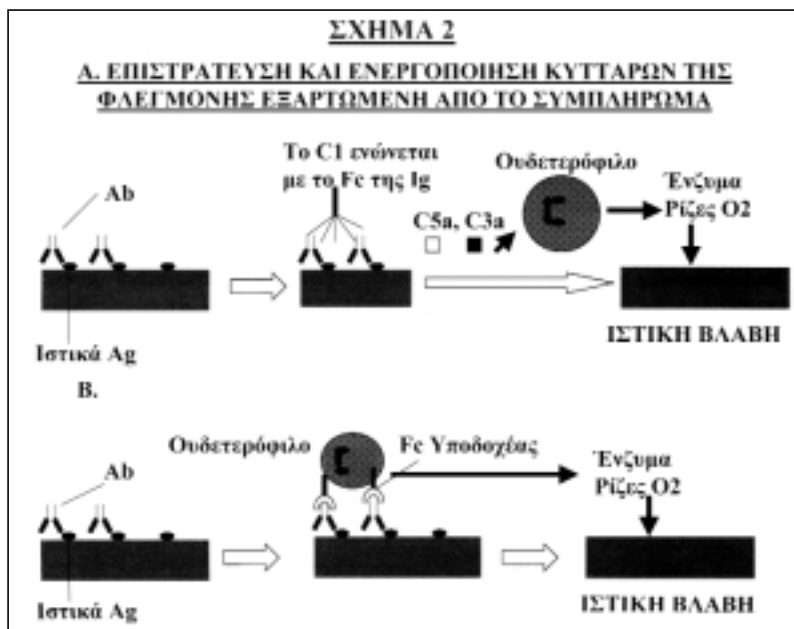 ΣΧΗΜΑ 2
Α. ΕΠΙΣΤΡΑΤΕΥΣΗ ΚΑΙ ΕΝΕΡΓΟΠΟΙΗΣΗ ΚΥΤΤΑΡΩΝ ΤΗΣ
ΦΛΕΓΜΟΝΗΣ ΕΞΑΡΤΩΜΕΝΗ ΑΠΟ ΤΟ ΣΥΜΠΛΗΡΩΜΑ
Το C1 ενώνεται
με το Fc της Ig
Ουδετερόφιλο
Ένζυμα
Ρίζες O2
Ab
C5a, C3a
Ιστικά Ag
ΙΣΤΙΚΗ ΒΛΑΒΗ
Β.
Ουδετερόφιλο
Fc Υποδοχέας
Ab
Ένζυμα
Ρίζες O2
Ιστικά Ag
ΙΣΤΙΚΗ ΒΛΑΒΗ